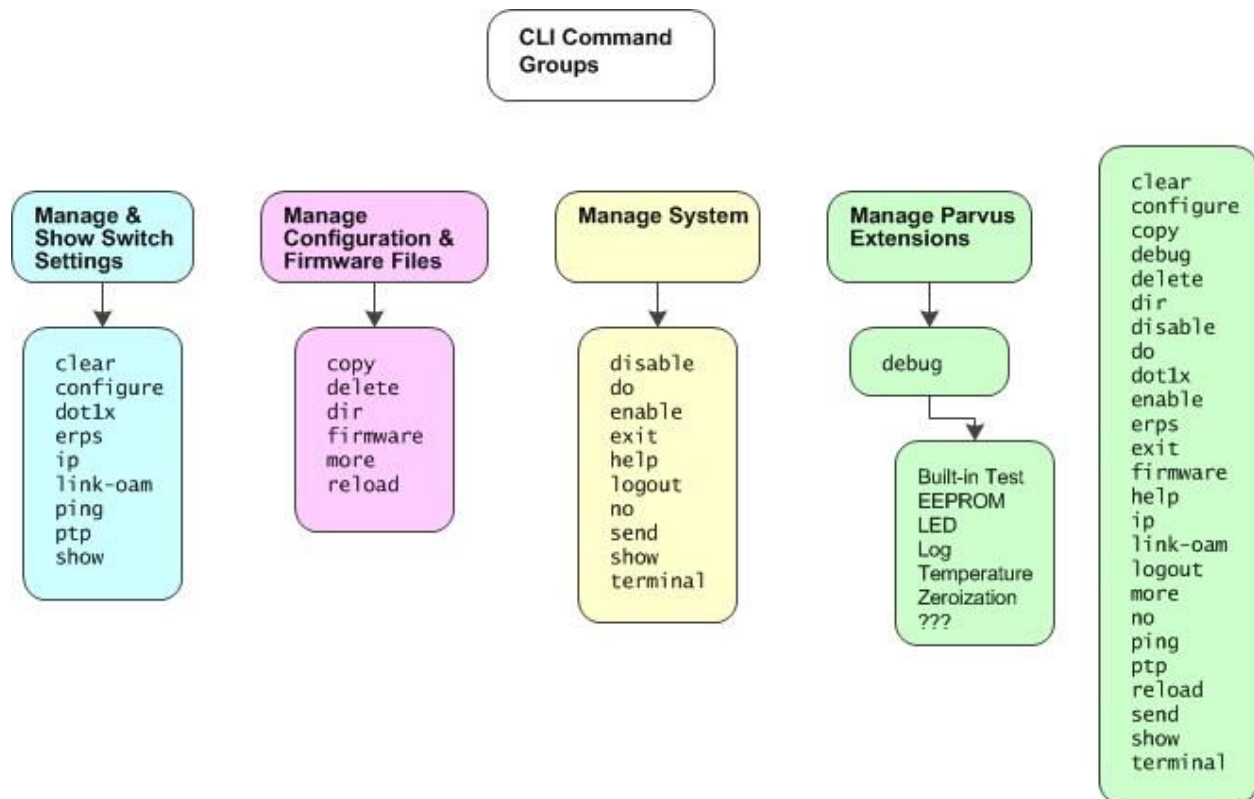 CLI Command
Groups
Manage &
Show Switch
Settings
clear
configure
dot1x
erps
ip
link-oam
ping
ptp
show
Manage
Configuration &
Firmware Files
copy
delete
dir
firmware
more
reload
Manage System
disable
do
enable
exit
help
logout
no
send
show
terminal
Manage Parvus
Extensions
debug
Built-in Test
EEPROM
LED
Log
Temperature
Zeroization
???
clear
configure
copy
debug
delete
dir
disable
do
dot1x
enable
erps
exit
firmware
help
ip
link-oam
logout
more
no
ping
ptp
reload
send
show
terminal